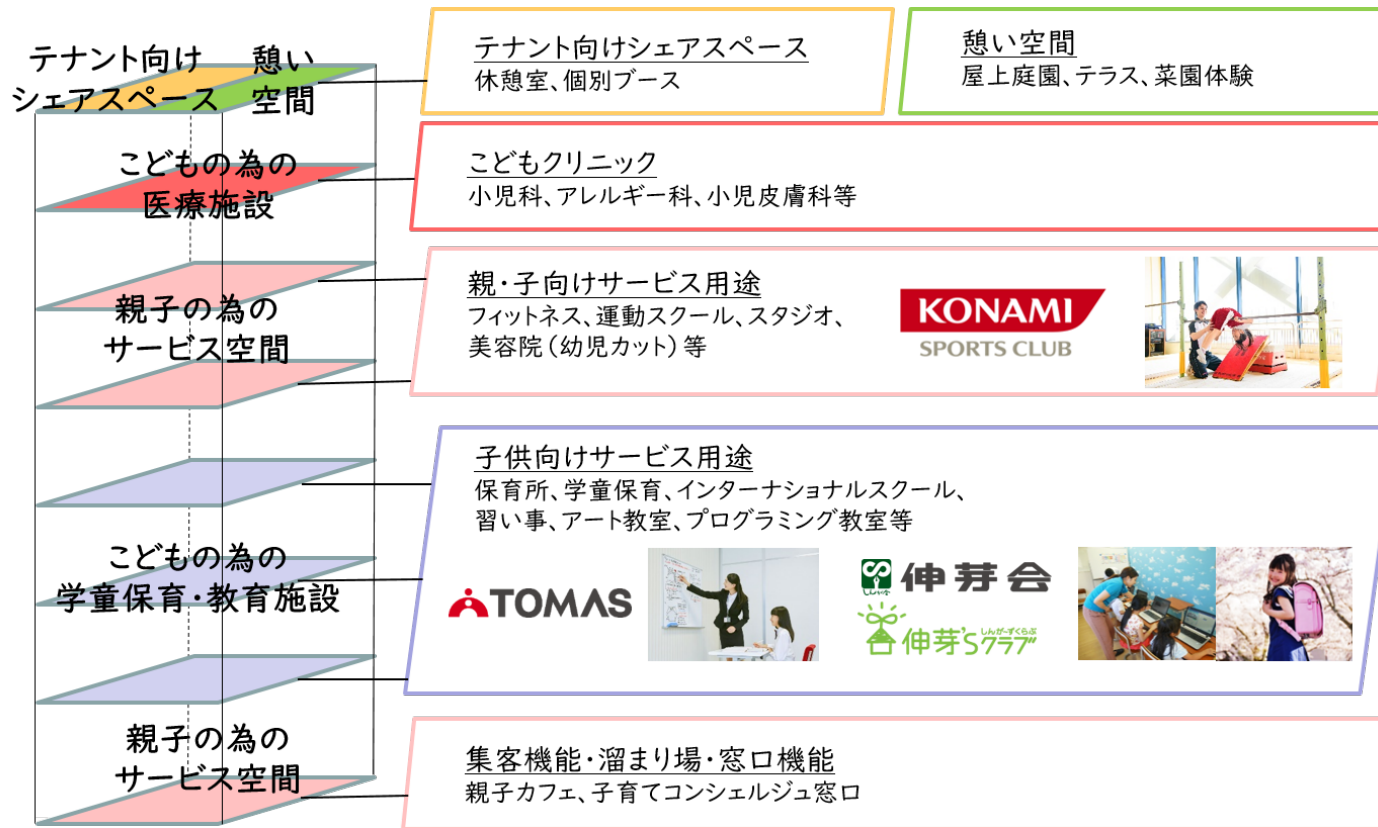 テナント向け
シェアスペース
憩い
空間
テナント向けシェアスペース
休憩室、個別ブース
憩い空間
屋上庭園、テラス、菜園体験
こどもの為の
医療施設
こどもクリニック
小児科、アレルギー科、小児皮膚科等
親子の為の
サービス空間
親・子向けサービス用途
フィットネス、運動スクール、スタジオ、
美容院（幼児カット）等
KONAMI
SPORTS CLUB
こどもの為の
学童保育・教育施設
子供向けサービス用途
保育所、学童保育、インターナショナルスクール、
習い事、アート教室、プログラミング教室等
TOMAS
しんが〜
伸芽会
しんが〜ずくらぶ
伸芽'Sクラブ
親子の為の
サービス空間
集客機能・溜まり場・窓口機能
親子カフェ、子育てコンシェルジュ窓口